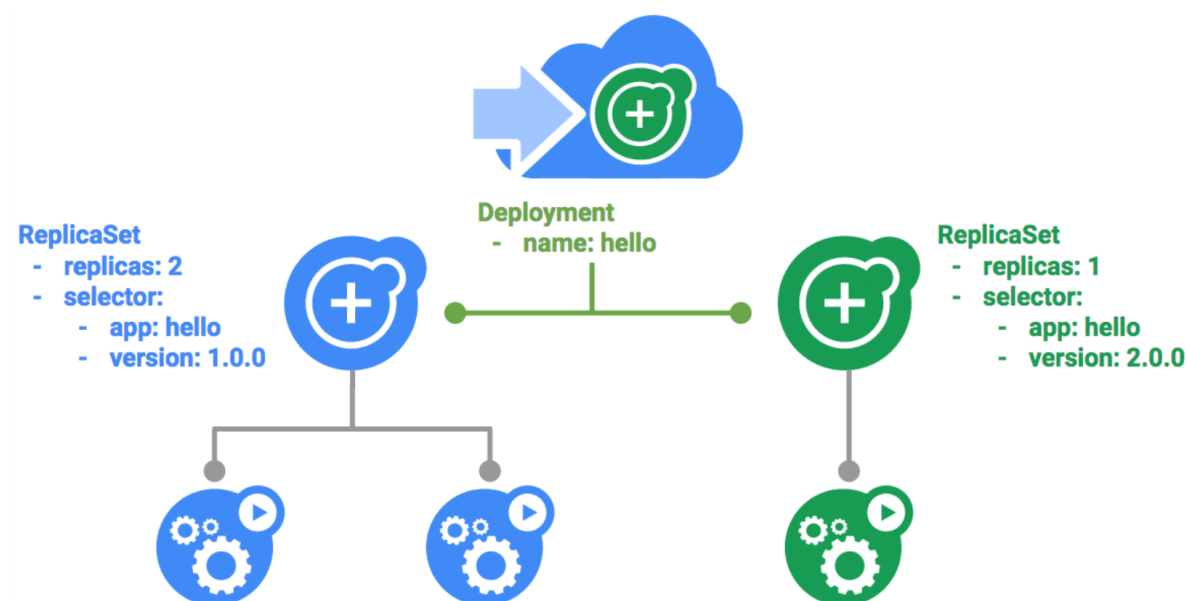 Deployment
- name: hello
ReplicaSet
- replicas: 2
- selector:
- app: hello
- version: 1.0.0
ReplicaSet
- replicas: 1
- selector:
- app: hello
- version: 2.0.0